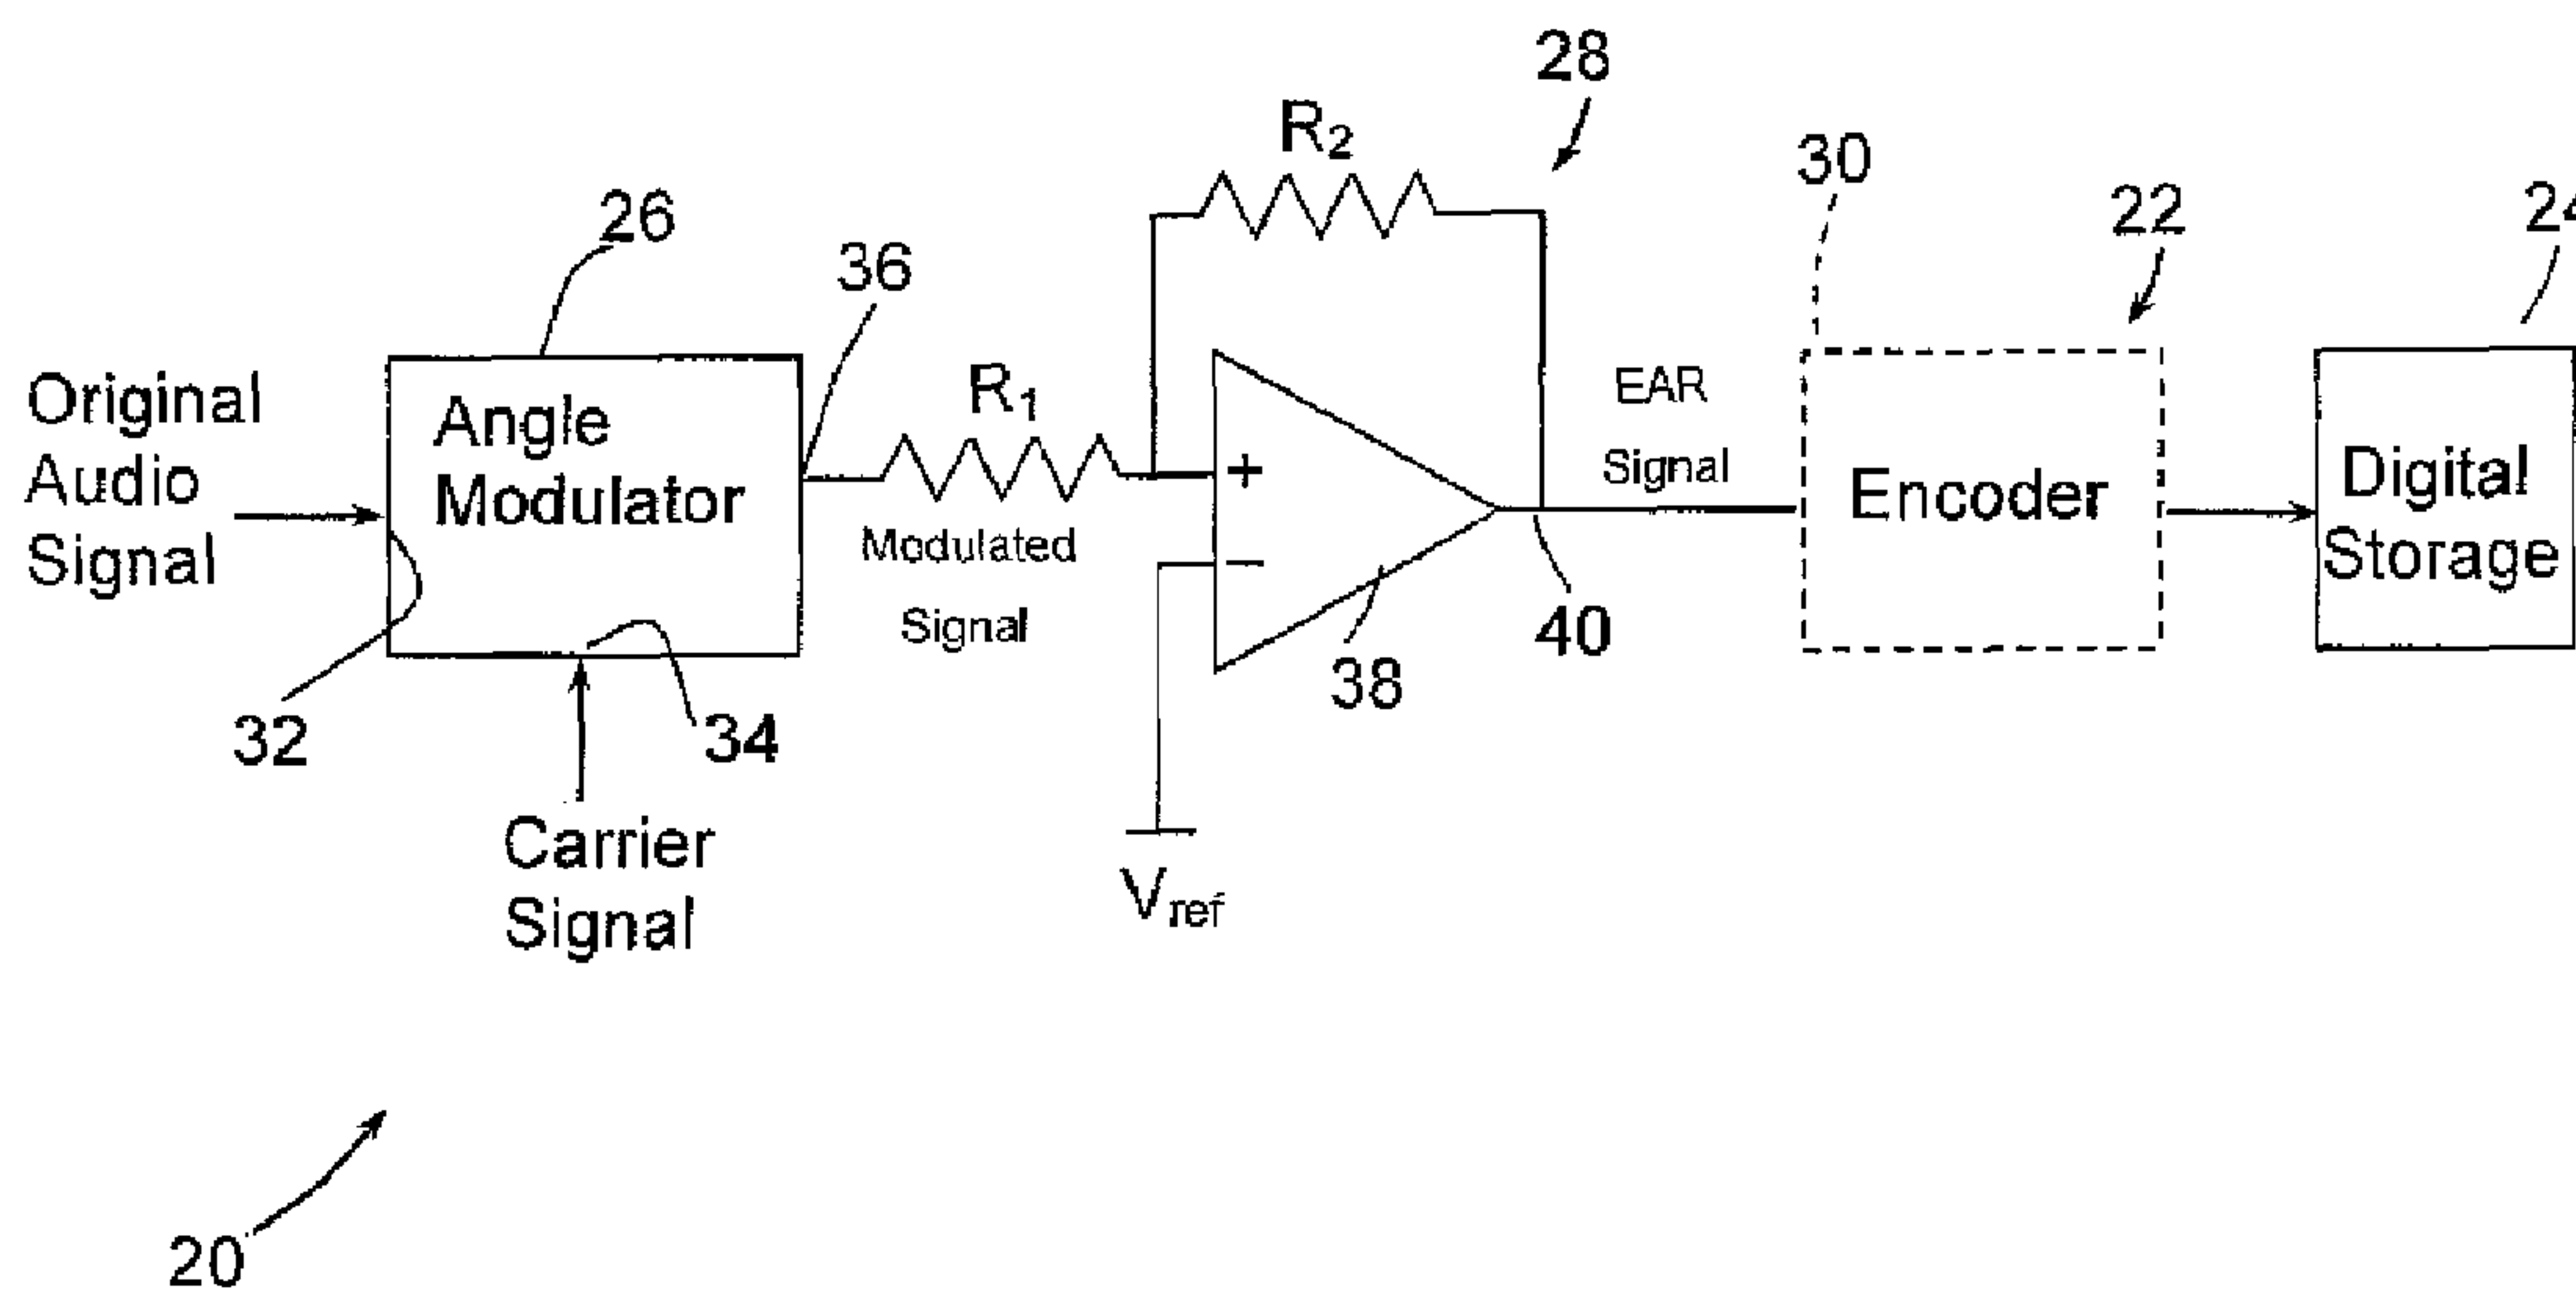 28
R2
30
22
24
26
36
Original
Audio
Signal
Angle
Modulator
R1
Modulated
Signal
+
−
EAR
Signal
Encoder
Digital
Storage
40
38
32
34
Carrier
Signal
Vref
20